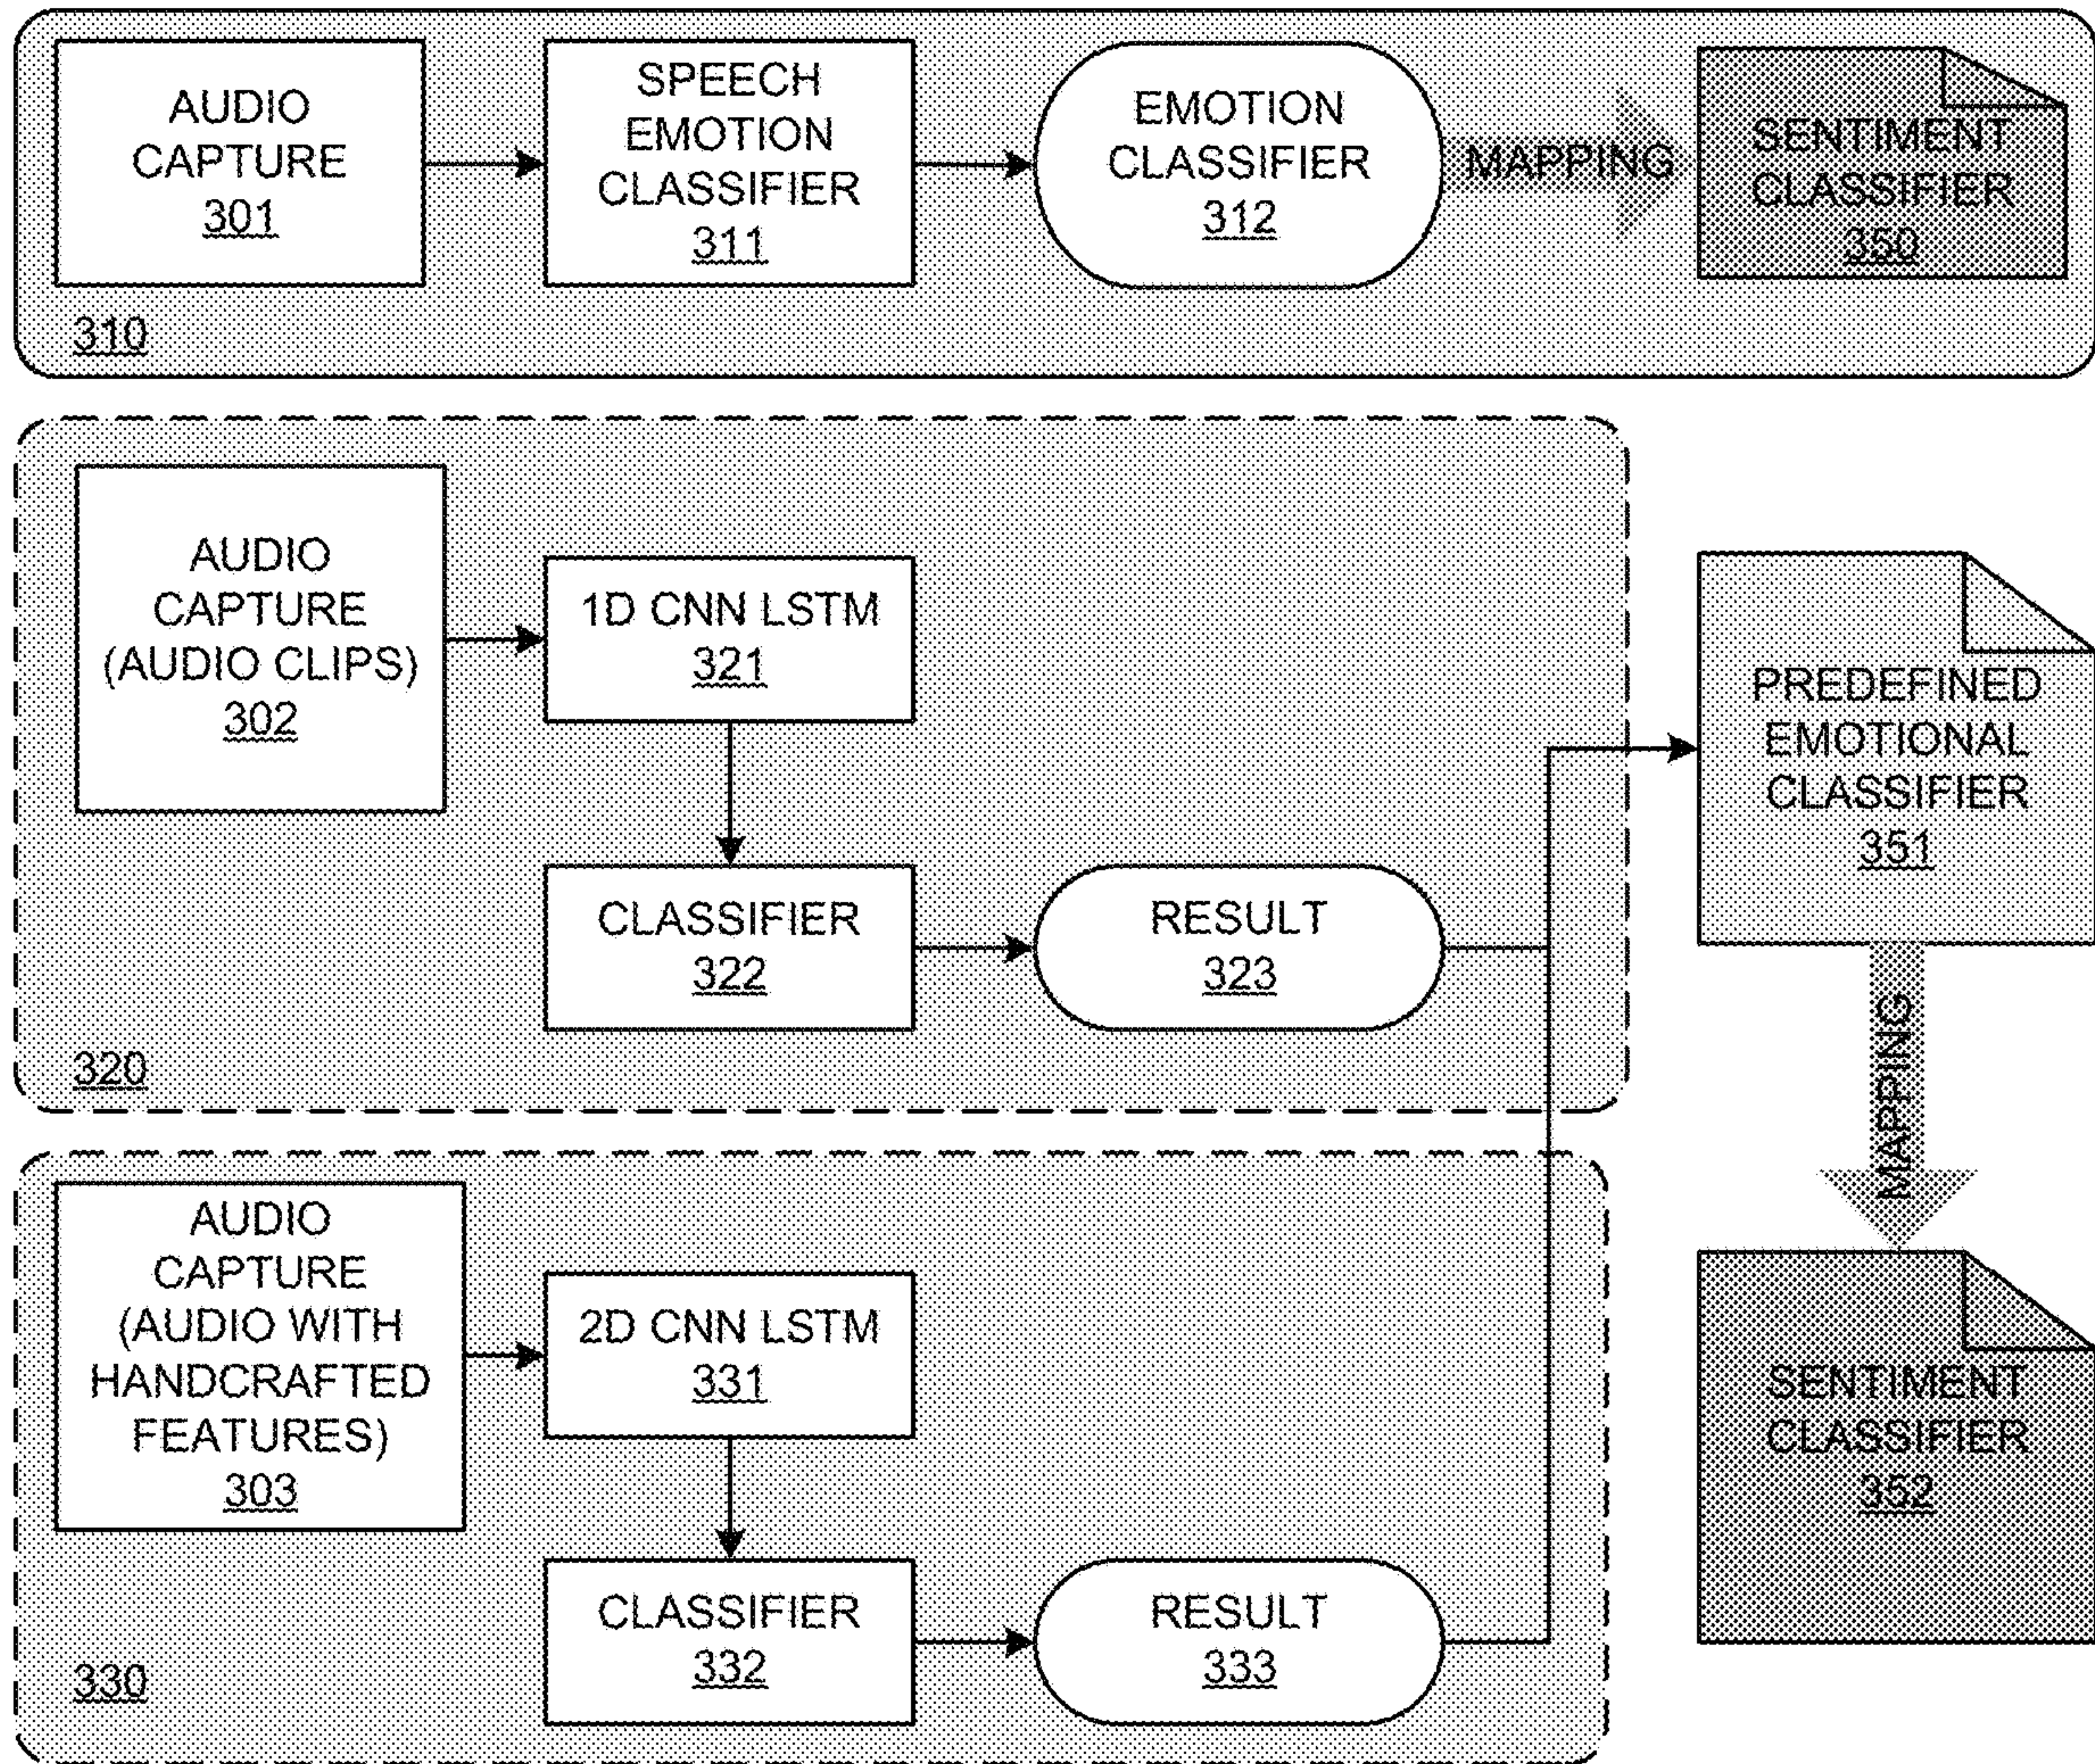 AUDIO
CAPTURE
301
SPEECH
EMOTION
CLASSIFIER
311
EMOTION
CLASSIFIER
312
MAPPING
SENTIMENT
CLASSIFIER
350
310
AUDIO
CAPTURE
(AUDIO CLIPS)
302
1D CNN LSTM
321
CLASSIFIER
322
RESULT
323
320
PREDEFINED
EMOTIONAL
CLASSIFIER
351
MAPPING
AUDIO
CAPTURE
(AUDIO WITH
HANDCRAFTED
FEATURES)
303
2D CNN LSTM
331
CLASSIFIER
332
RESULT
333
330
SENTIMENT
CLASSIFIER
352